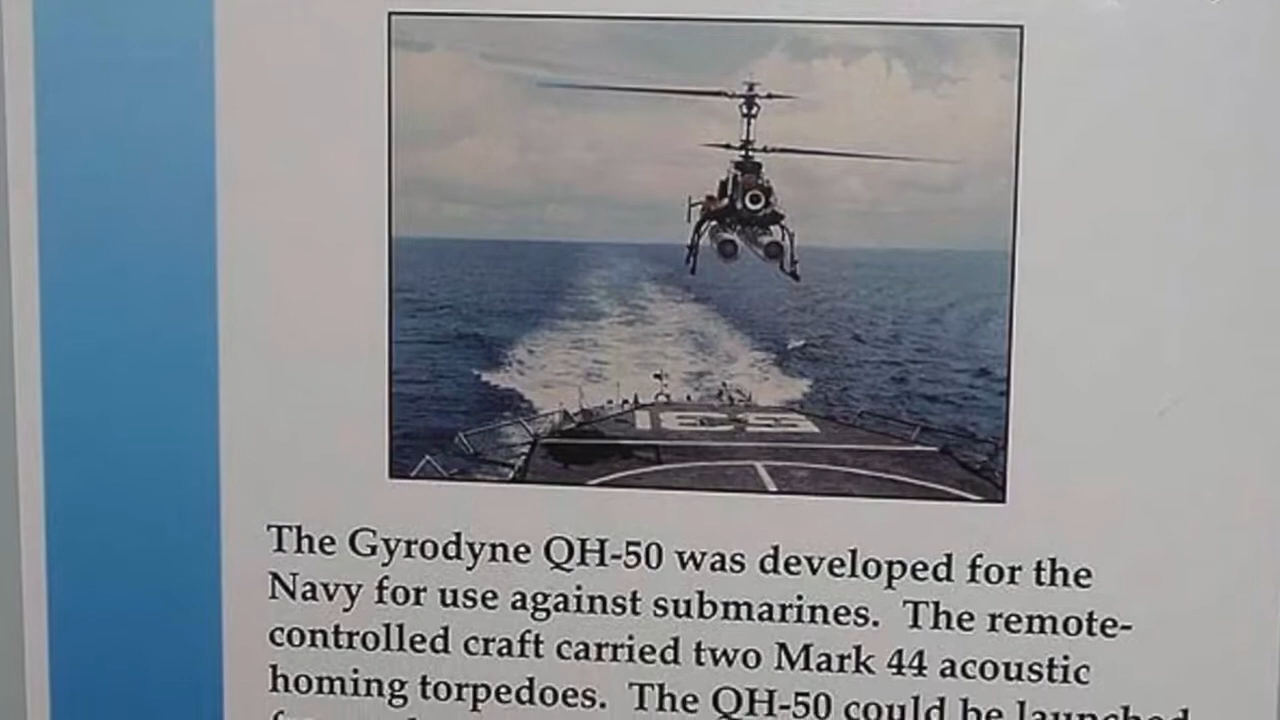 The Gyrodyne QH-50 was developed for the
Navy for use against submarines.  The remote-
controlled craft carried two Mark 44 acoustic
homing torpedoes.  The QH-50 could be launched